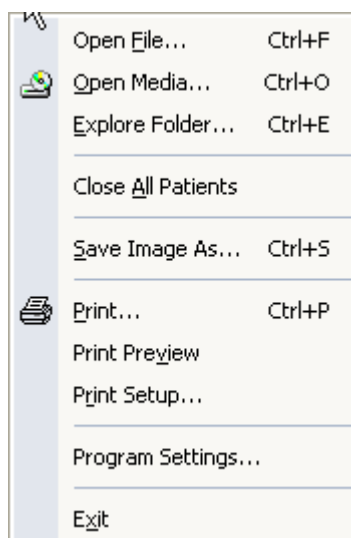 Open File... Ctrl+F
Open Media... Ctrl+O
Explore Folder... Ctrl+E
Close All Patients
Save Image As... Ctrl+S
Print... Ctrl+P
Print Preview
Print Setup...
Program Settings...
Exit